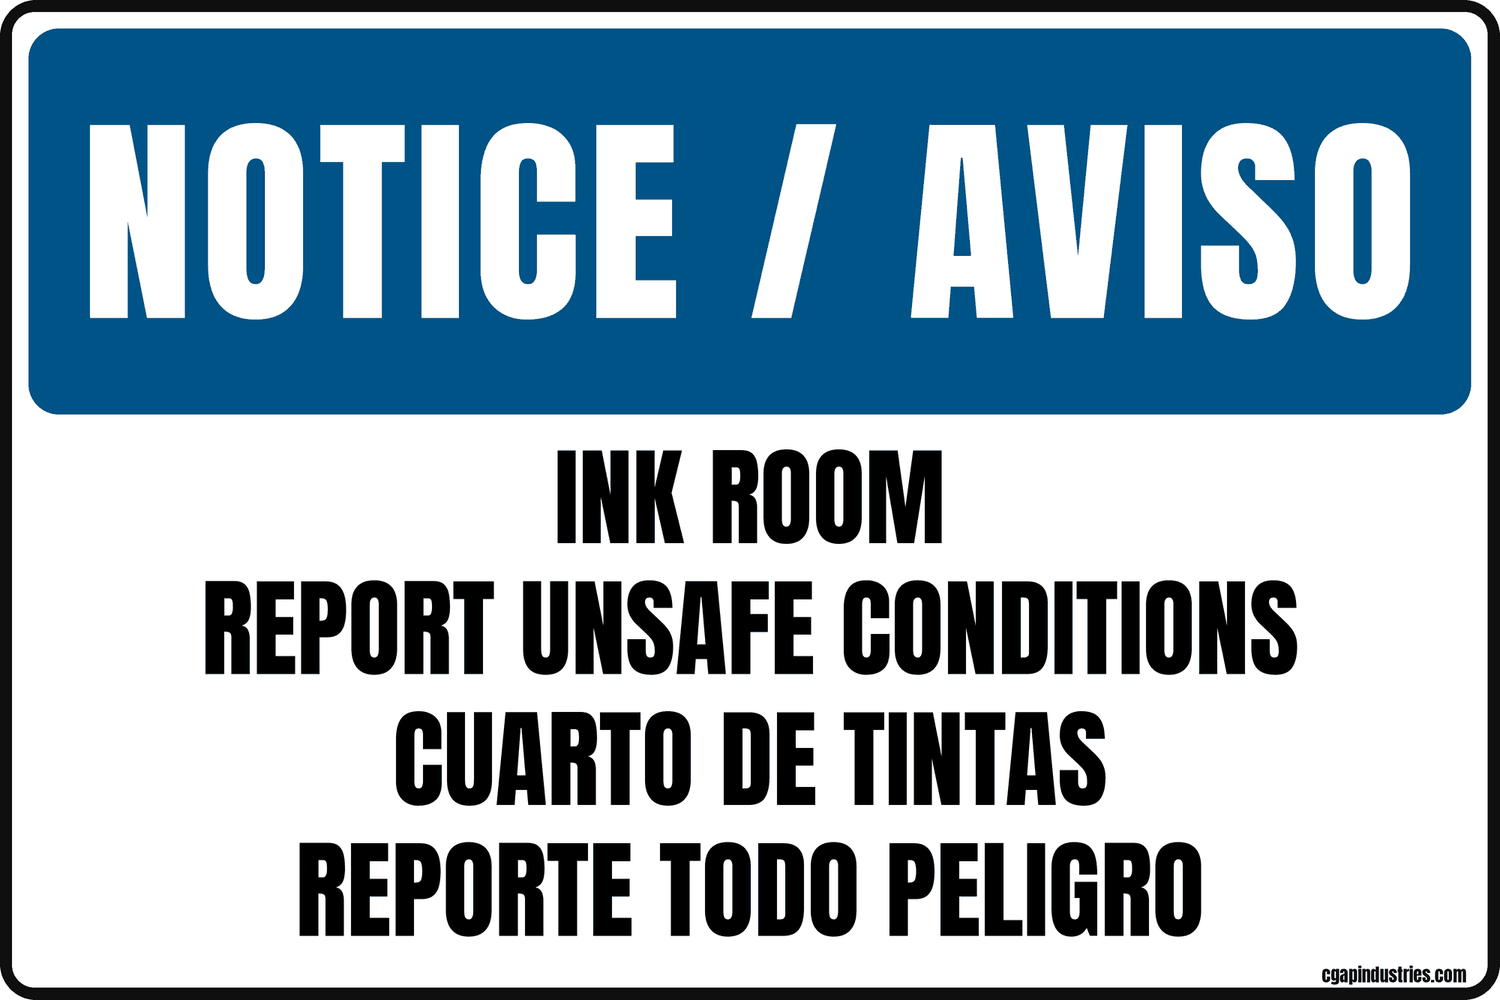 NOTICE / AVISO
INK ROOM
REPORT UNSAFE CONDITIONS
CUARTO DE TINTAS
REPORTE TODO PELIGRO
cgapindustries.com